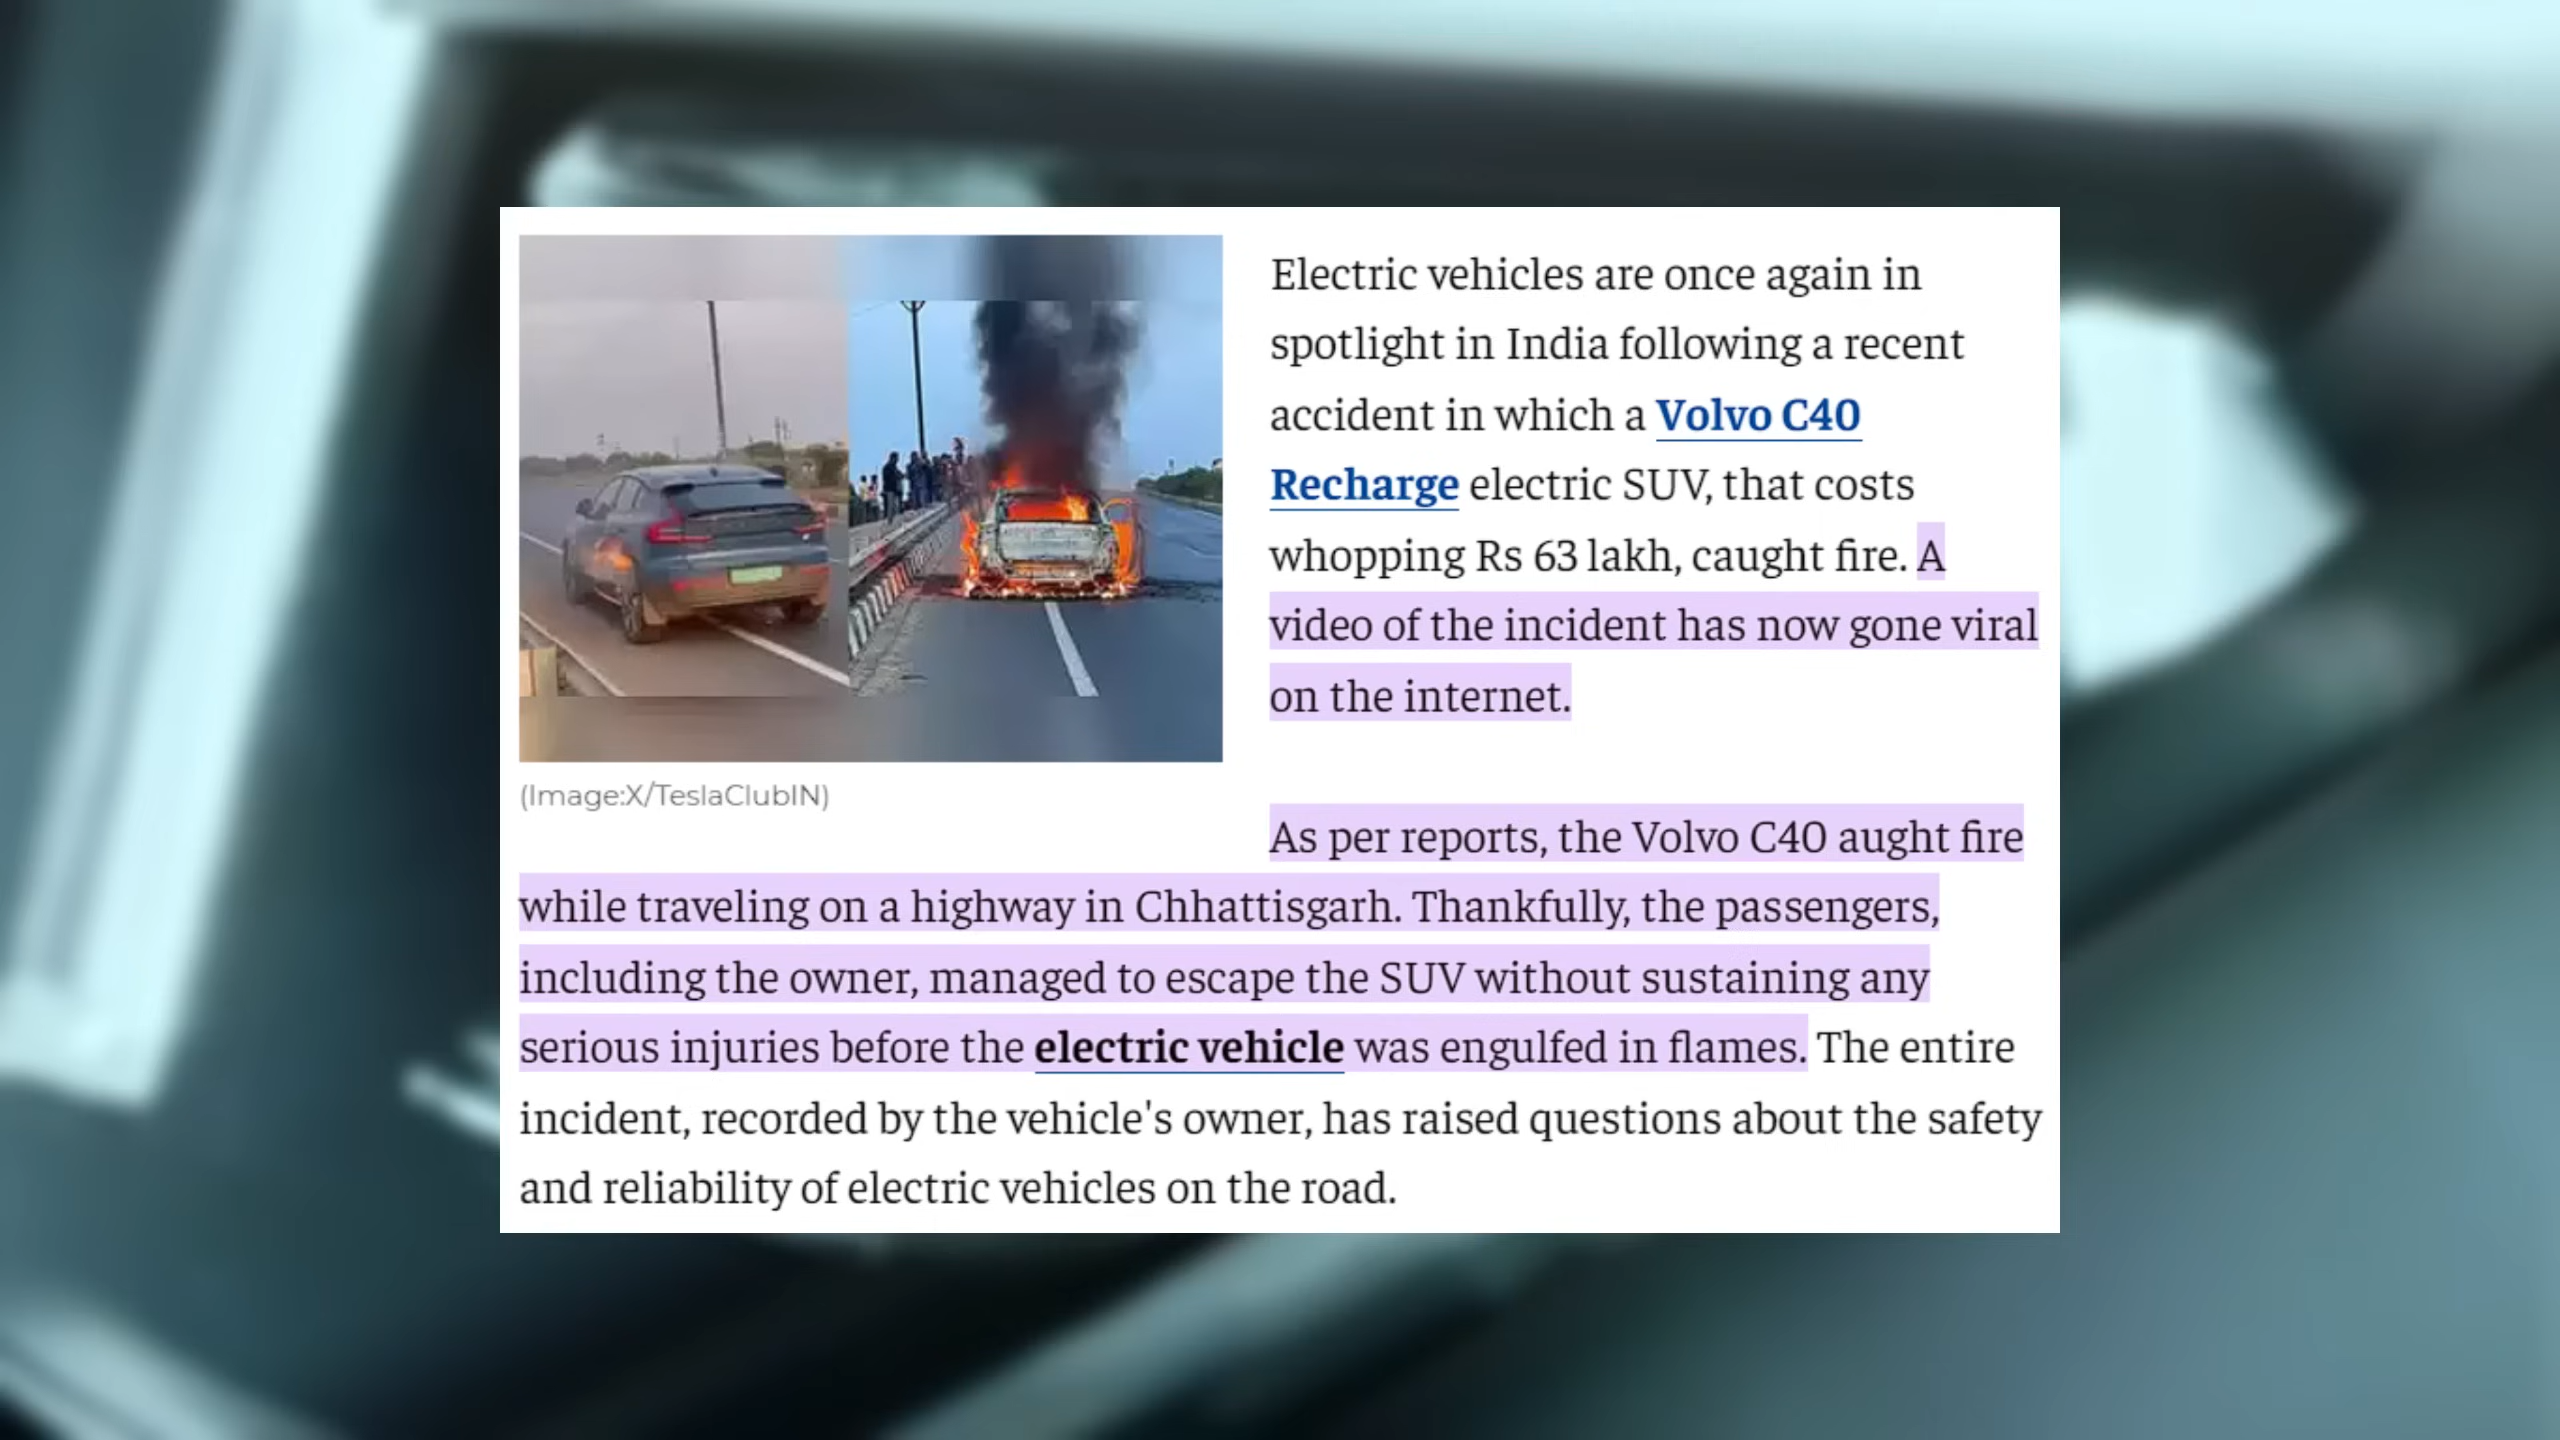 Electric vehicles are once again in
spotlight in India following a recent
accident in which a Volvo C40
Recharge electric SUV, that costs
whopping Rs 63 lakh, caught fire. A
video of the incident has now gone viral
on the internet.
(Image:X/TeslaClubIN)
As per reports, the Volvo C40 aught fire
while traveling on a highway in Chhattisgarh. Thankfully, the passengers,
including the owner, managed to escape the SUV without sustaining any
serious injuries before the electric vehicle was engulfed in flames. The entire
incident, recorded by the vehicle's owner, has raised questions about the safety
and reliability of electric vehicles on the road.